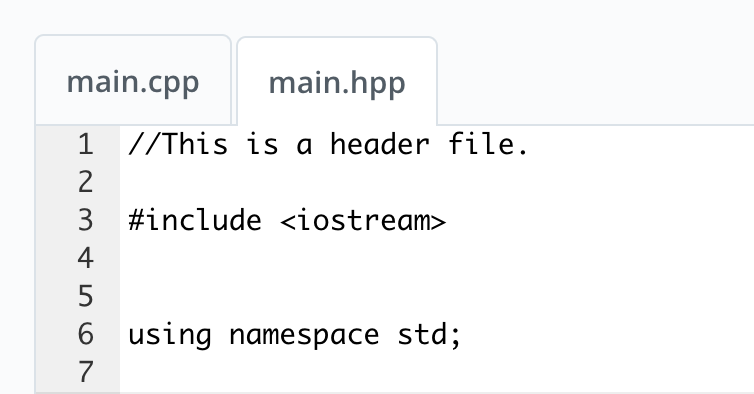 main.cpp main.hpp
1 //This is a header file.
2
3 #include <iostream>
4
5
6 using namespace std;
7